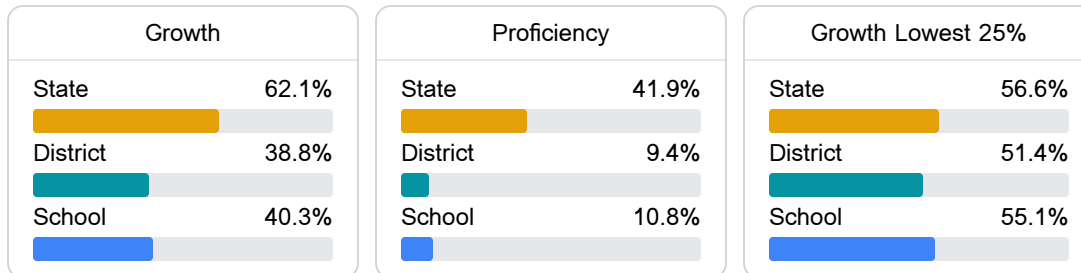 Growth
State 62.1%
District 38.8%
School 40.3%
Proficiency
State 41.9%
District 9.4%
School 10.8%
Growth Lowest 25%
State 56.6%
District 51.4%
School 55.1%